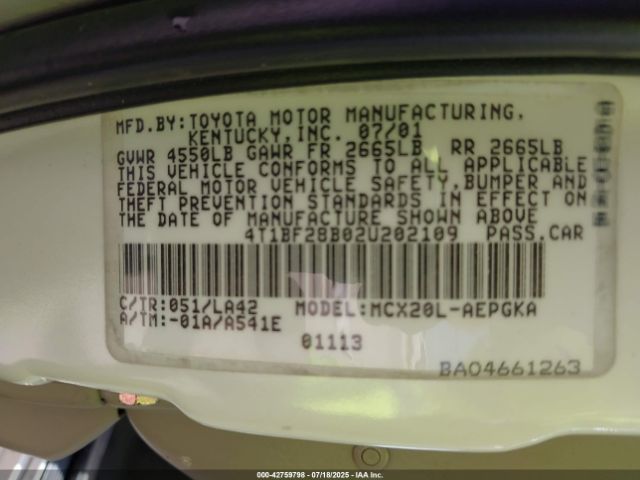 MFD.BY:TOYOTA MOTOR MANUFACTURING,
KENTUCKY,INC. 07/01
GVWR 4550LB GAWR FR 2665LB RR 2665LB
THIS VEHICLE CONFORMS TO ALL APPLICABLE
FEDERAL MOTOR VEHICLE SAFETY,BUMPER AND
THEFT PREVENTION STANDARDS IN EFFECT ON
THE DATE OF MANUFACTURE SHOWN ABOVE
4T1BF28B02U202109 PASS.CAR
C/TR:051/LA42 MODEL:MCX20L-AEPGKA
A/TM:-01A/A541E
01113
BA04661263
000-42759798 - 07/18/2025 - IAA Inc.